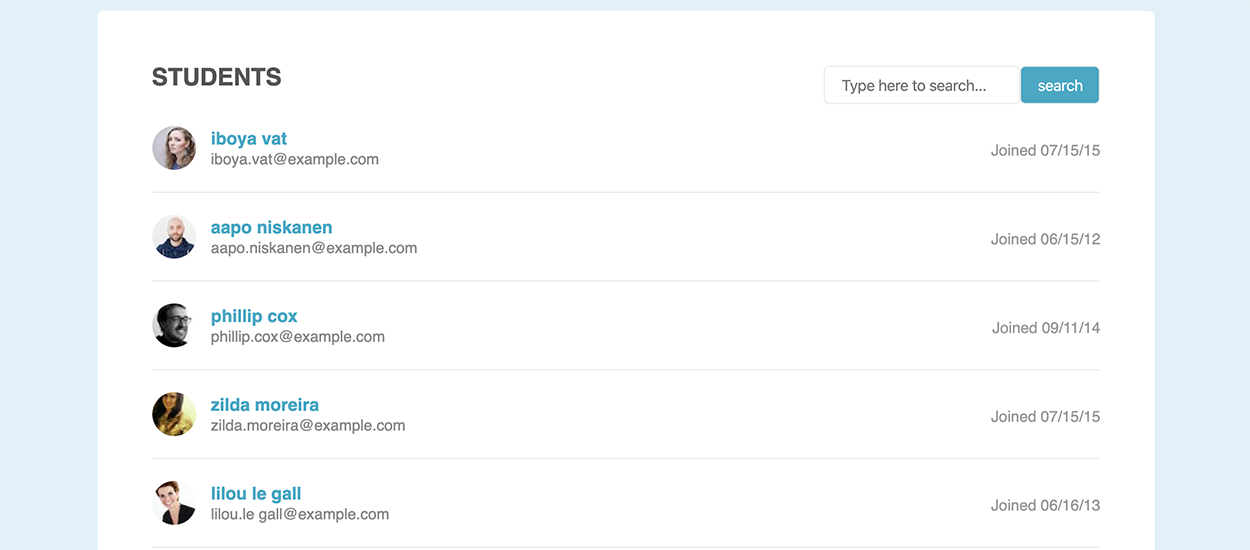 STUDENTS
Type here to search...
search
iboya vat
iboya.vat@example.com
Joined 07/15/15
aapo niskanen
aapo.niskanen@example.com
Joined 06/15/12
phillip cox
phillip.cox@example.com
Joined 09/11/14
zilda moreira
zilda.moreira@example.com
Joined 07/15/15
lilou le gall
lilou.le gall@example.com
Joined 06/16/13